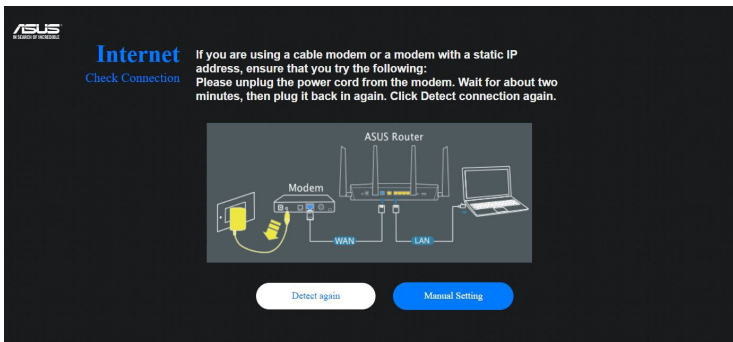 ASUS
IN SEARCH OF INCREDIBLE
Internet
Check Connection
If you are using a cable modem or a modem with a static IP
address, ensure that you try the following:
Please unplug the power cord from the modem. Wait for about two
minutes, then plug it back in again. Click Detect connection again.
ASUS Router
Modem
WAN
LAN
Detect again
Manual Setting